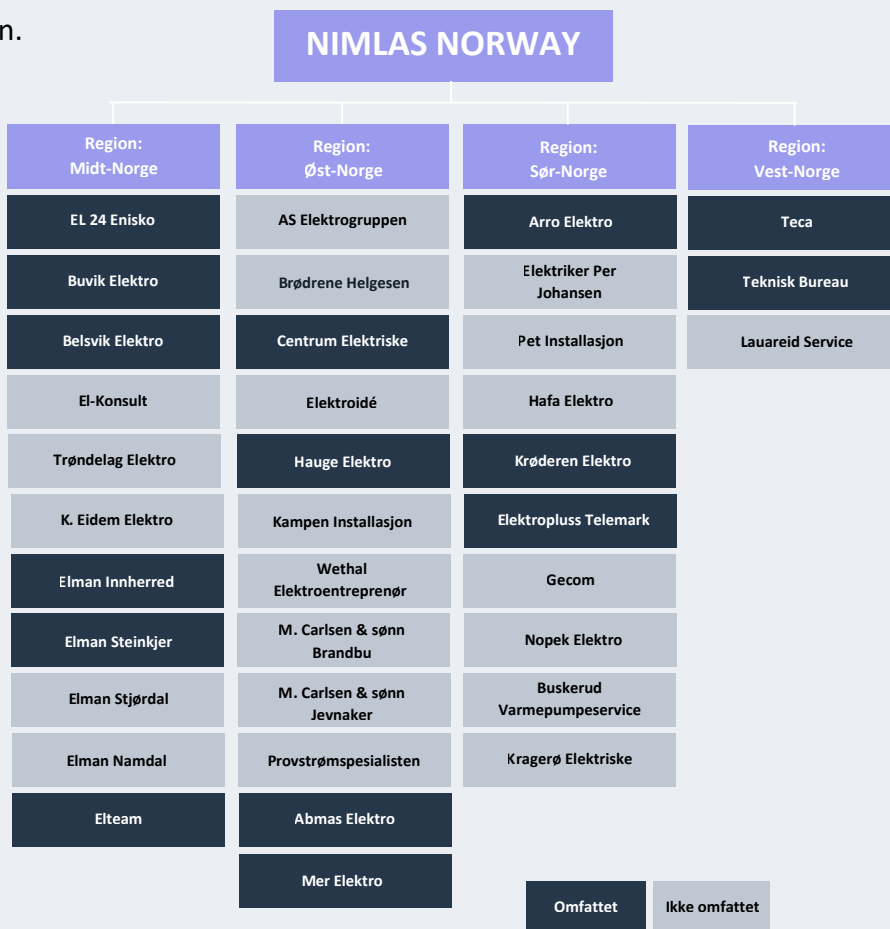 n.
NIMLAS NORWAY
Region:
Midt-Norge
EL 24 Enisko
Buvik Elektro
Belsvik Elektro
El-Konsult
Trøndelag Elektro
K. Eidem Elektro
Elman Innherred
Elman Steinkjer
Elman Stjørdal
Elman Namdal
Elteam
Region:
Øst-Norge
AS Elektrogruppen
Brødrene Helgesen
Centrum Elektriske
Elektroidé
Hauge Elektro
Kampen Installasjon
Wethal
Elektroentreprenør
M. Carlsen & sønn
Brandbu
M. Carlsen & sønn
Jevnaker
Provstrømspesialisten
Abmas Elektro
Mer Elektro
Region:
Sør-Norge
Arro Elektro
Elektriker Per
Johansen
Pet Installasjon
Hafa Elektro
Krøderen Elektro
Elektropluss Telemark
Gecom
Nopek Elektro
Buskerud
Varmepumpeservice
Kragerø Elektriske
Region:
Vest-Norge
Teca
Teknisk Bureau
Lauareid Service
Omfattet
Ikke omfattet